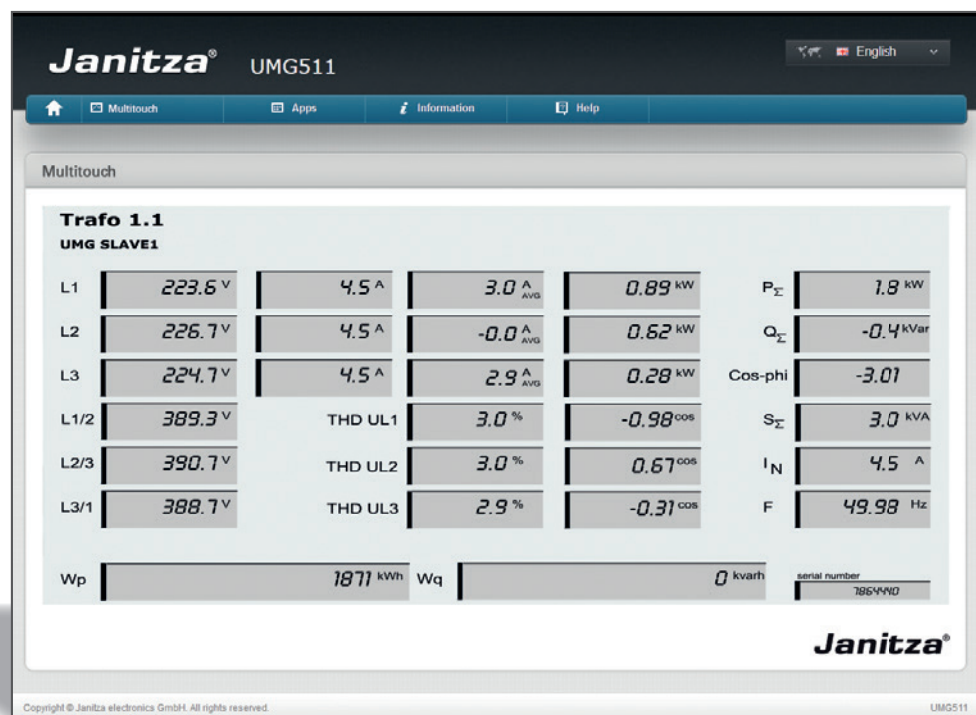 Janitza® UMG511 English
Multitouch Apps Information Help
Multitouch
Trafo 1.1
UMG SLAVE1
L1 223.6 V 4.5 A 3.0 A AVG 0.89 kW PΣ 1.8 kW
L2 226.7 V 4.5 A -0.0 A AVG 0.62 kW QΣ -0.4 kVar
L3 224.7 V 4.5 A 2.9 A AVG 0.28 kW Cos-phi -3.01
L1/2 389.3 V THD UL1 3.0 % -0.98 cos SΣ 3.0 kVA
L2/3 390.7 V THD UL2 3.0 % 0.67 cos IN 4.5 A
L3/1 388.7 V THD UL3 2.9 % -0.31 cos F 49.98 Hz
Wp 1871 kWh Wq 0 kvarh serial number
7864440
Janitza®
Copyright © Janitza electronics GmbH. All rights reserved. UMG511